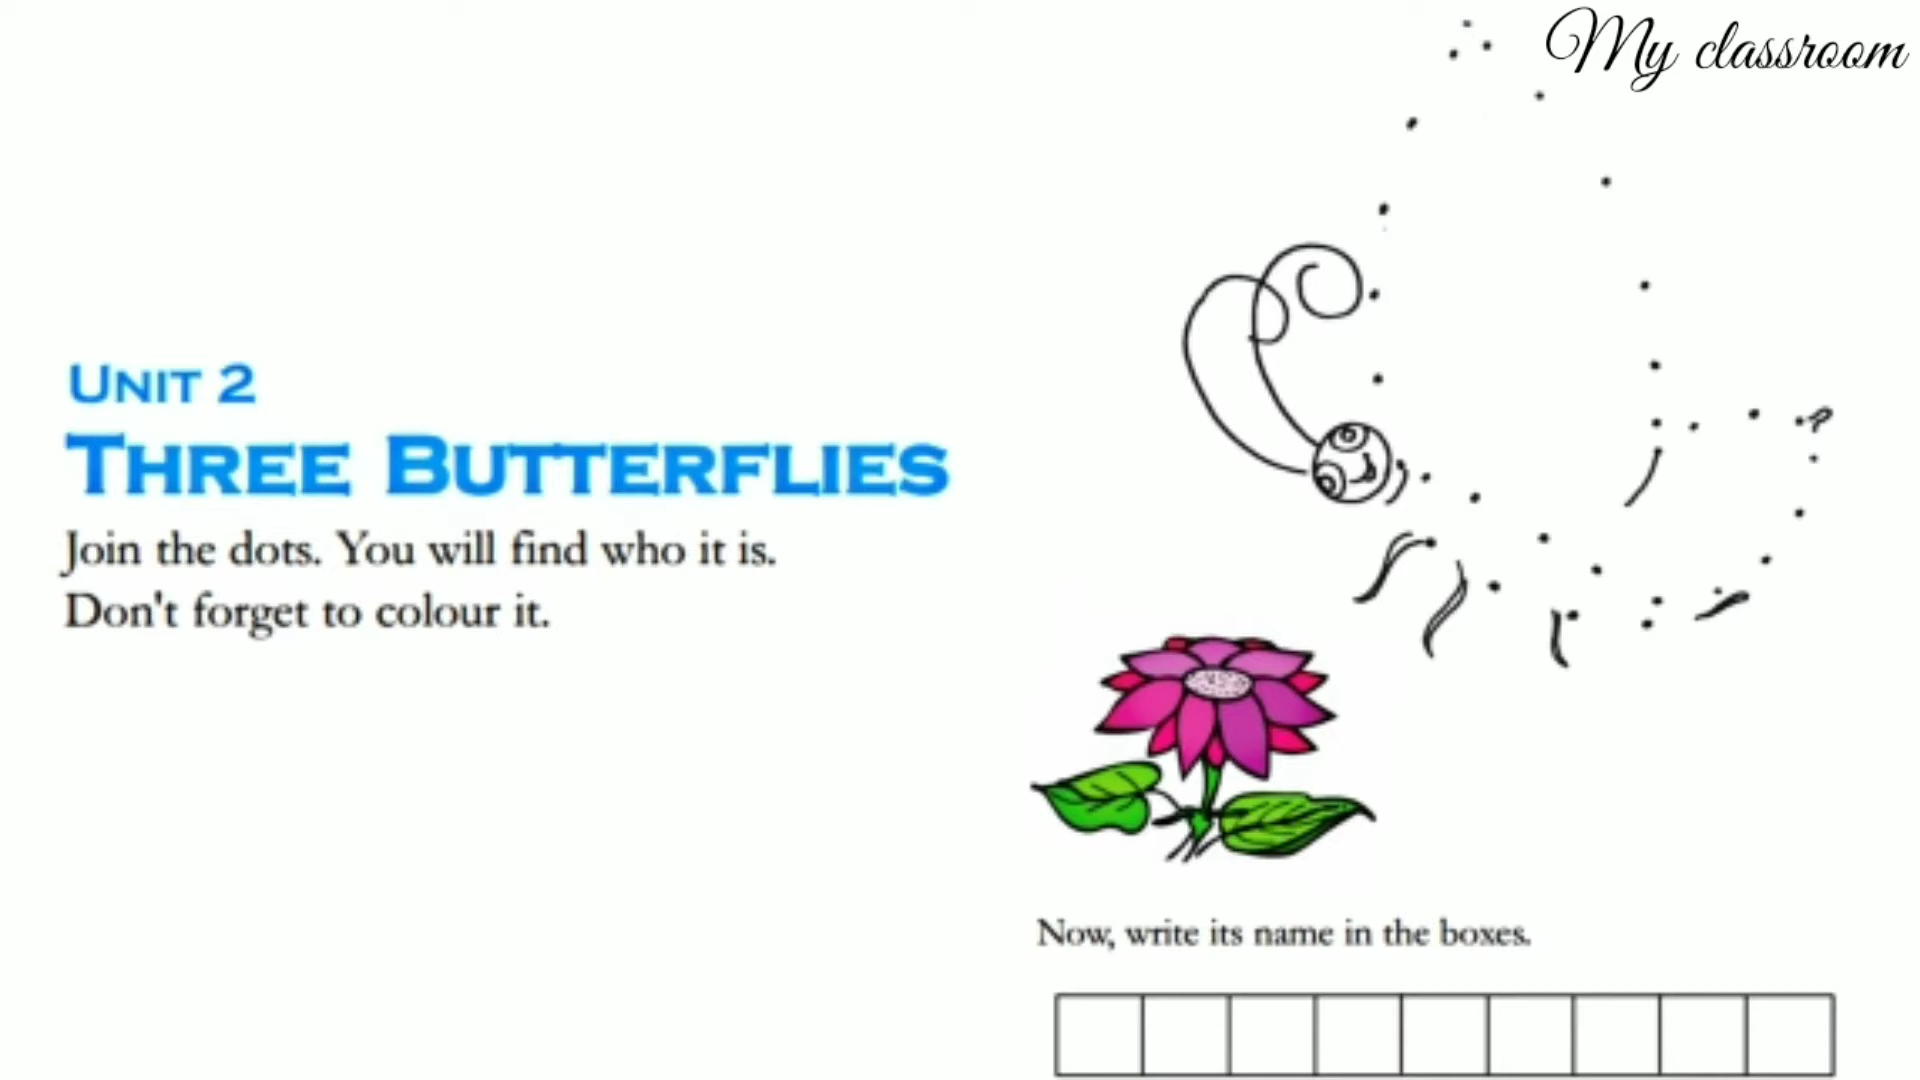 My classroom
UNIT 2
THREE BUTTERFLIES
Join the dots. You will find who it is.
Don't forget to colour it.
Now, write its name in the boxes.